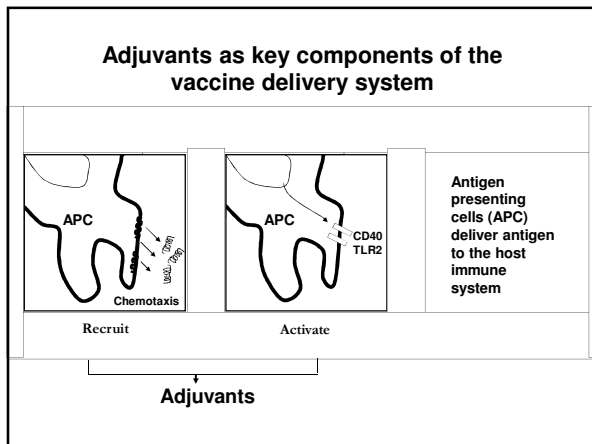 Adjuvants as key components of the
vaccine delivery system
APC
Chemotaxis
Recruit
APC
CD40
TLR2
Activate
Antigen
presenting
cells (APC)
deliver antigen
to the host
immune
system
Adjuvants